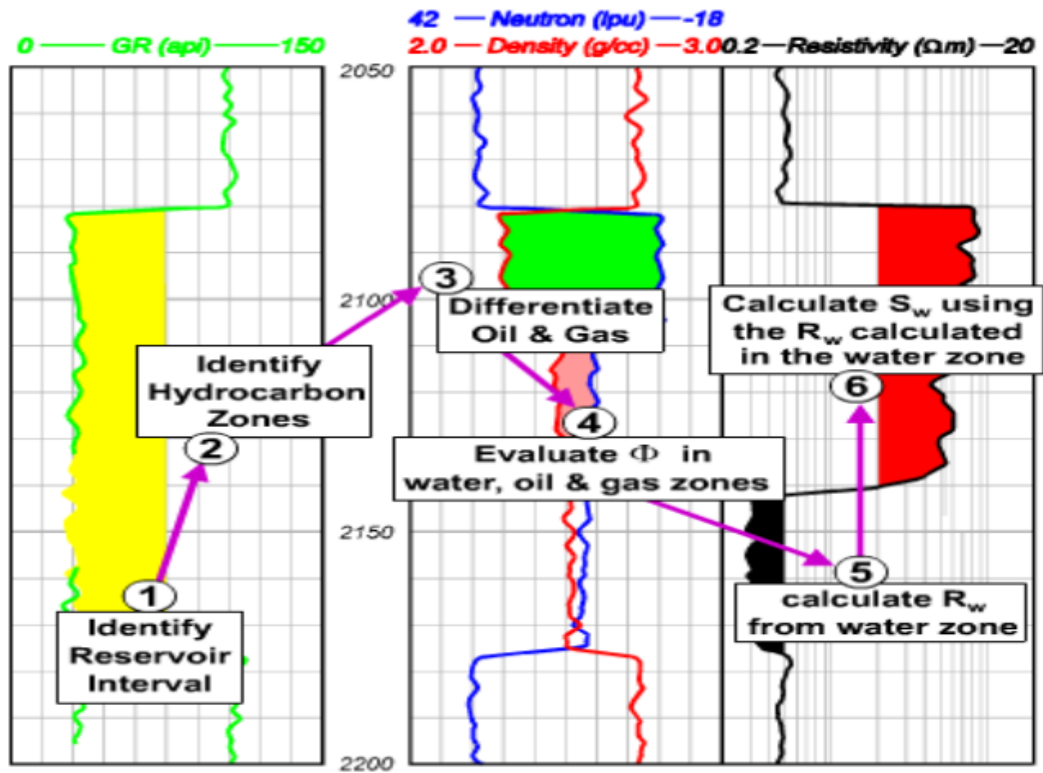 42 — Neutron (lpu) — -18
0 — GR (api) — 150
2.0 — Density (g/cc) — 3.0
0.2 — Resistivity (Ωm) — 20
2050
3
2100
Differentiate
Oil & Gas
Calculate Sw using
the Rw calculated
in the water zone
Identify
Hydrocarbon
Zones
6
2
4
Evaluate Φ in
water, oil & gas zones
2150
5
1
calculate Rw
from water zone
Identify
Reservoir
Interval
2200